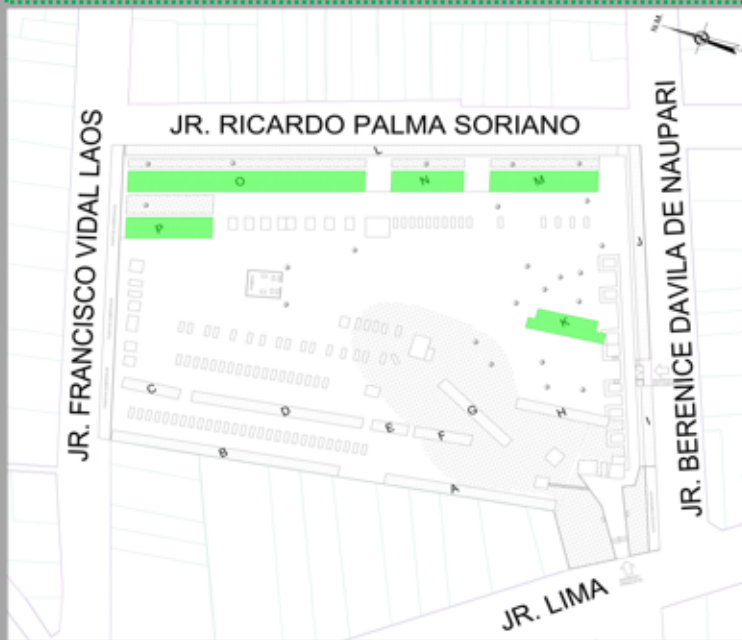 N.M.
JR. RICARDO PALMA SORIANO
L
O
N
M
JR. FRANCISCO VIDAL LAOS
P
J
JR. BERENICE DAVILA DE NAUPARI
K
C
D
E
F
G
H
I
B
A
JR. LIMA